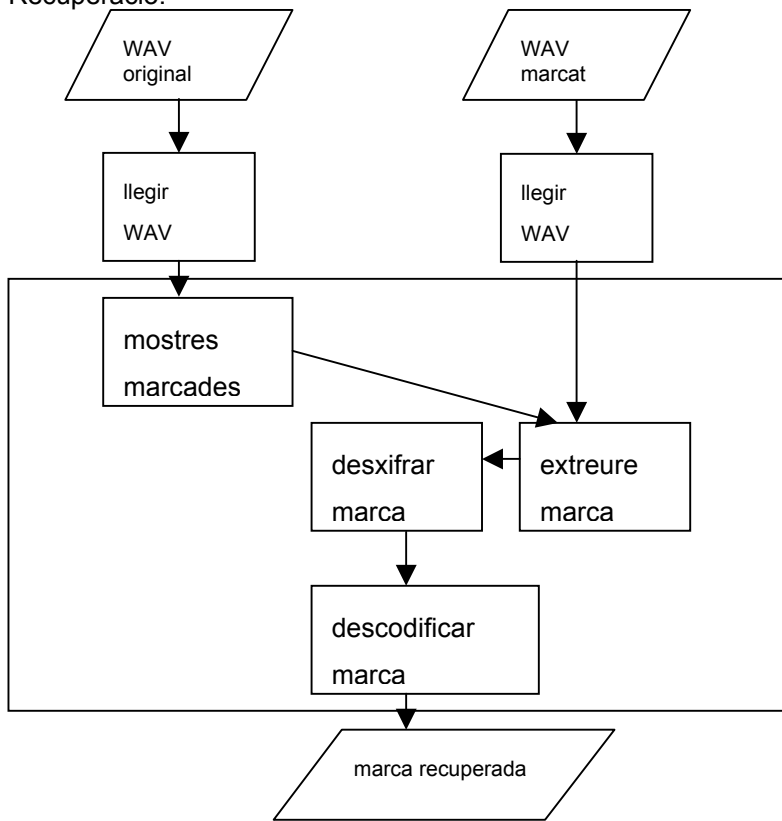 Recuperació:
WAV
original
WAV
marcat
llegir
WAV
llegir
WAV
mostres
marcades
desxifrar
marca
extreure
marca
descodificar
marca
marca recuperada